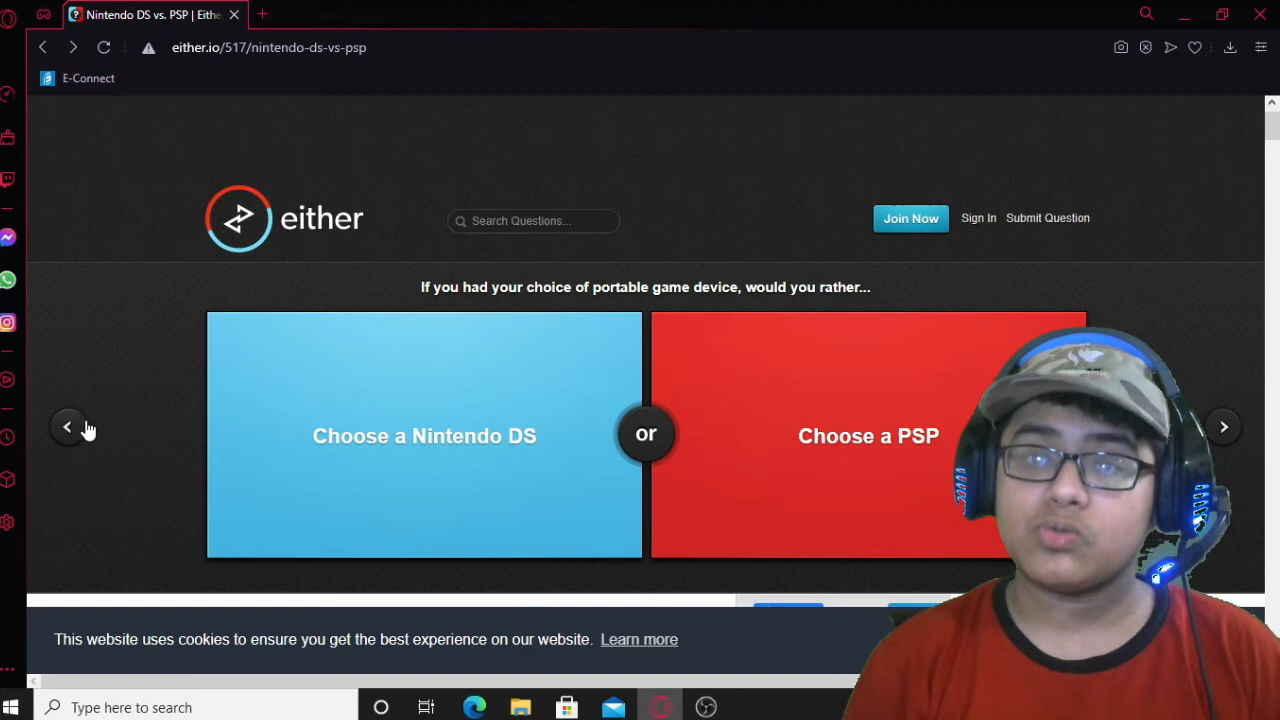 Nintendo DS vs. PSP | Eithe
either.io/517/nintendo-ds-vs-psp
E-Connect
either
Search Questions...
Join Now
Sign In
Submit Question
If you had your choice of portable game device, would you rather...
Choose a Nintendo DS
or
Choose a PSP
This website uses cookies to ensure you get the best experience on our website. Learn more
Type here to search